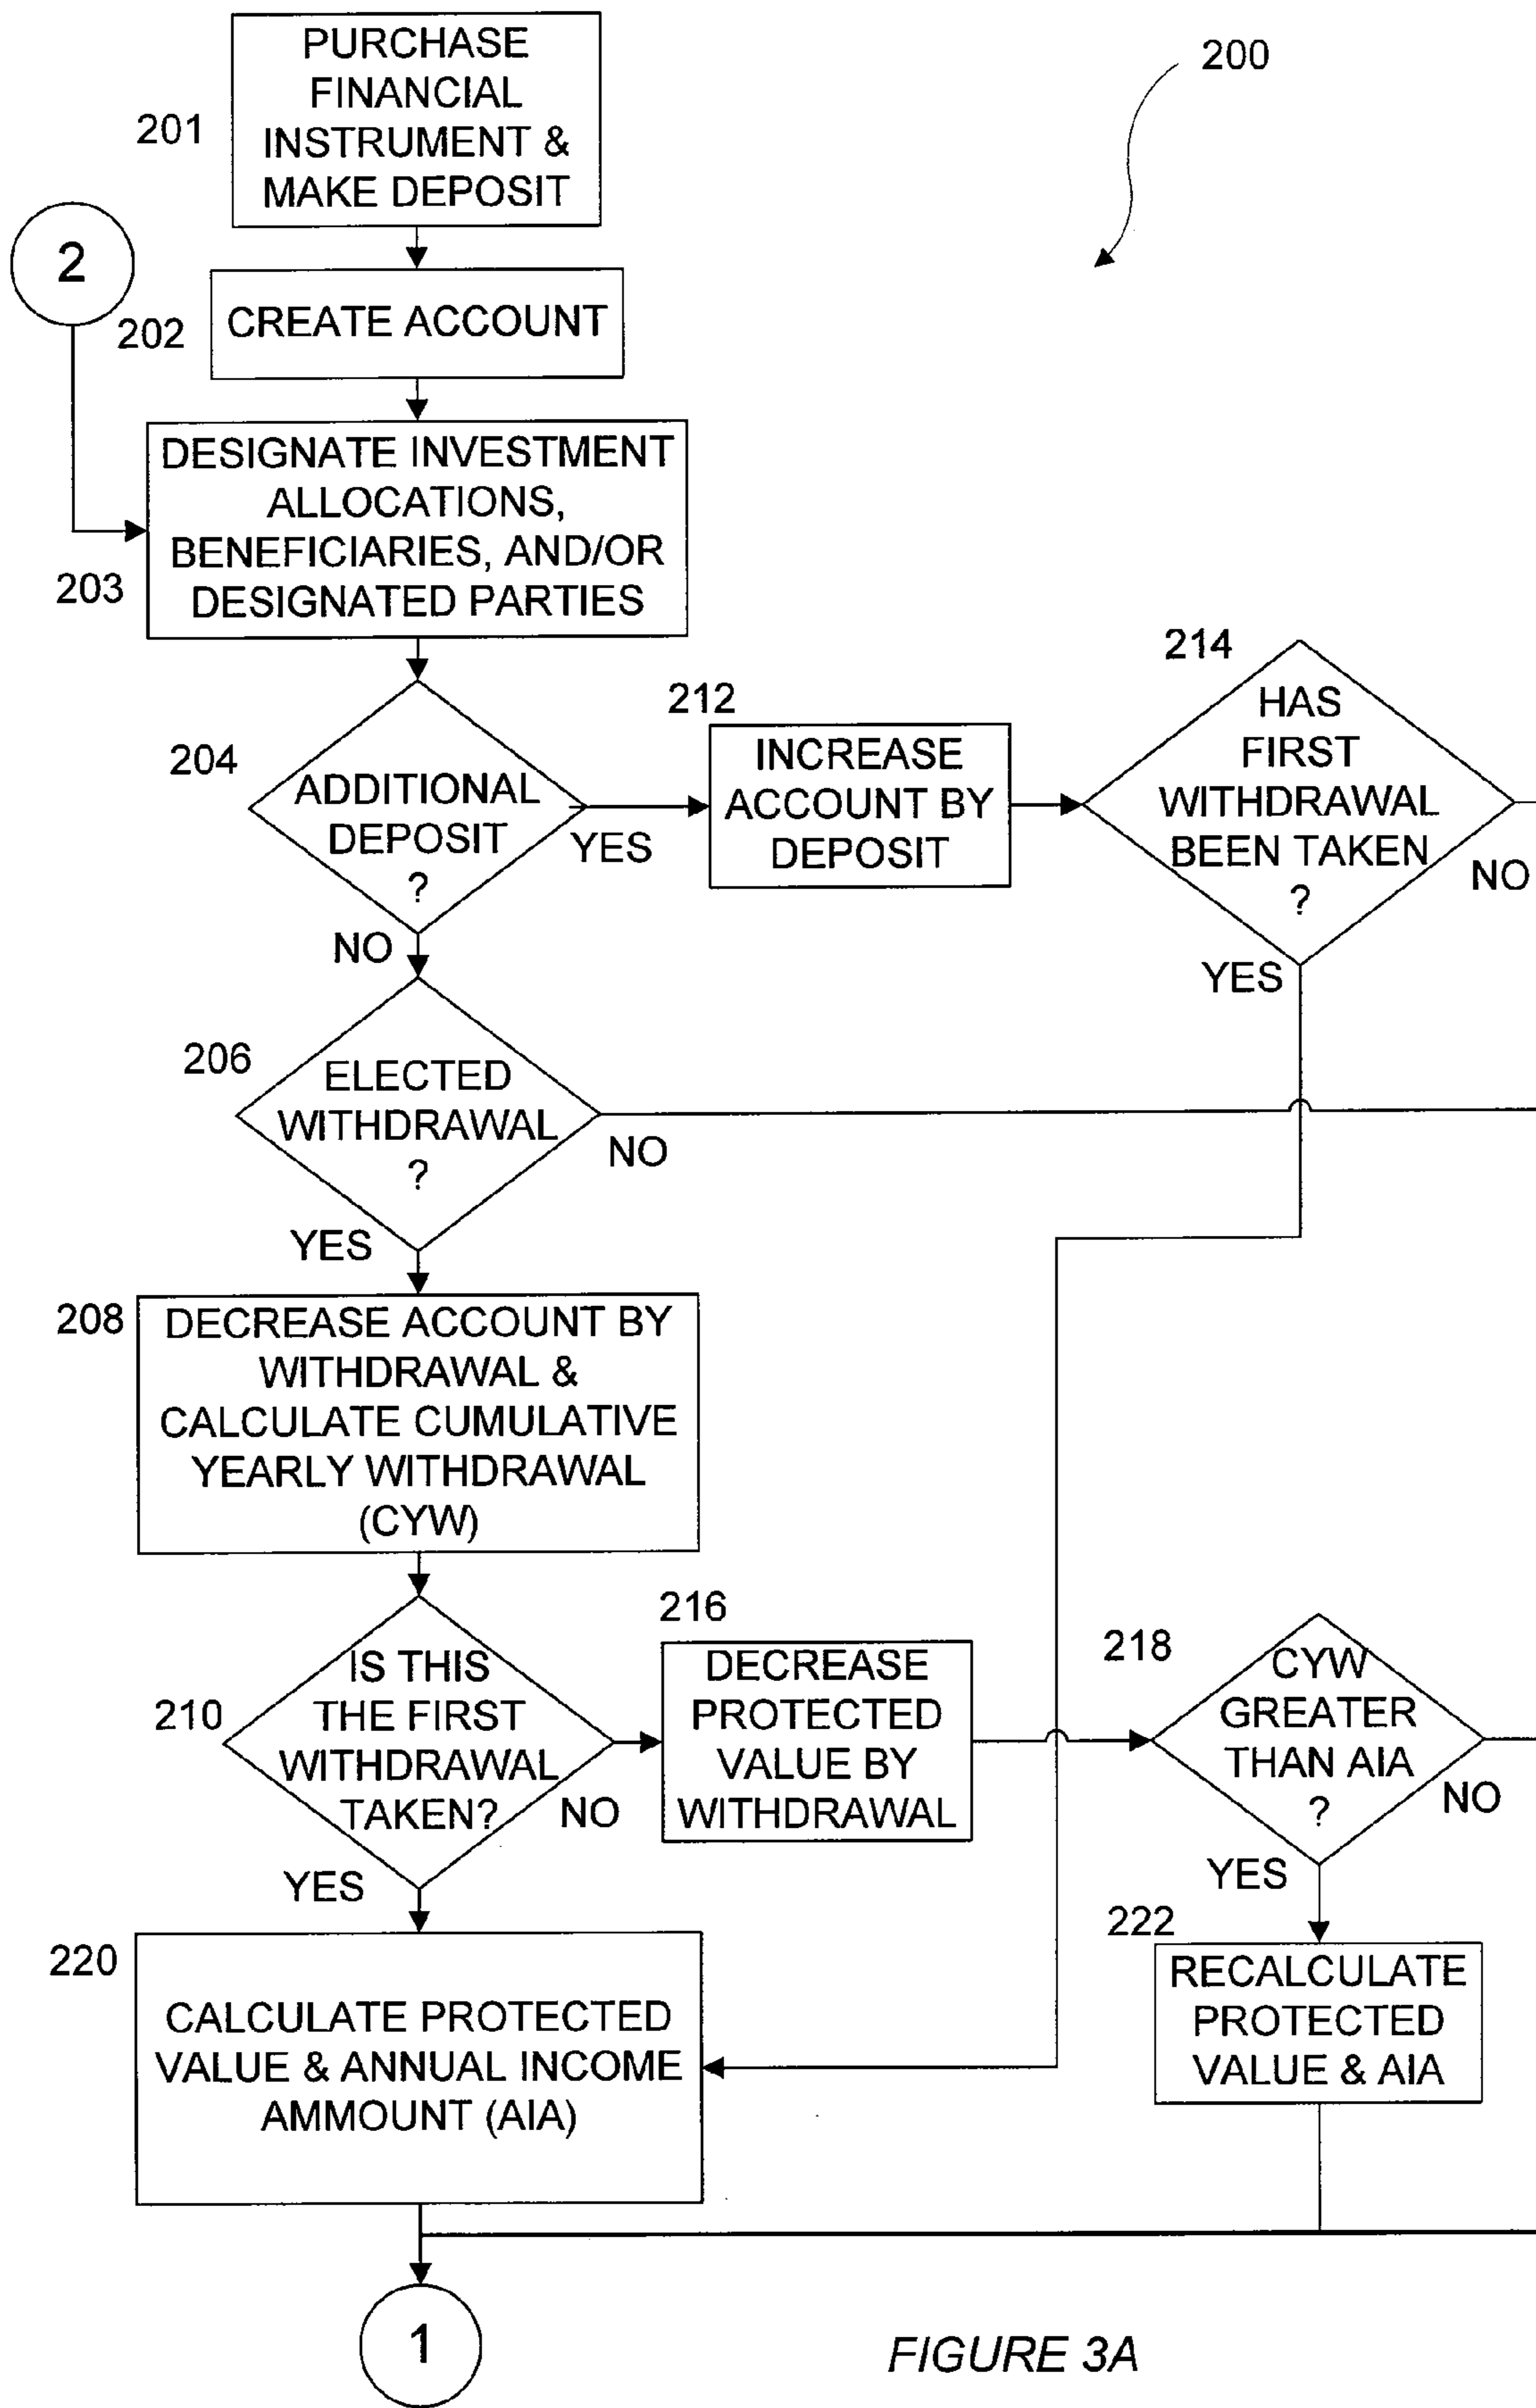 PURCHASE
FINANCIAL
INSTRUMENT &
MAKE DEPOSIT
201
200
2
202
CREATE ACCOUNT
DESIGNATE INVESTMENT
ALLOCATIONS,
BENEFICIARIES, AND/OR
DESIGNATED PARTIES
203
204
ADDITIONAL
DEPOSIT
?
YES
NO
212
INCREASE
ACCOUNT BY
DEPOSIT
214
HAS
FIRST
WITHDRAWAL
BEEN TAKEN
?
NO
YES
206
ELECTED
WITHDRAWAL
?
NO
YES
208
DECREASE ACCOUNT BY
WITHDRAWAL &
CALCULATE CUMULATIVE
YEARLY WITHDRAWAL
(CYW)
210
IS THIS
THE FIRST
WITHDRAWAL
TAKEN?
NO
YES
216
DECREASE
PROTECTED
VALUE BY
WITHDRAWAL
218
CYW
GREATER
THAN AIA
?
NO
YES
220
CALCULATE PROTECTED
VALUE & ANNUAL INCOME
AMMOUNT (AIA)
222
RECALCULATE
PROTECTED
VALUE & AIA
1
FIGURE 3A